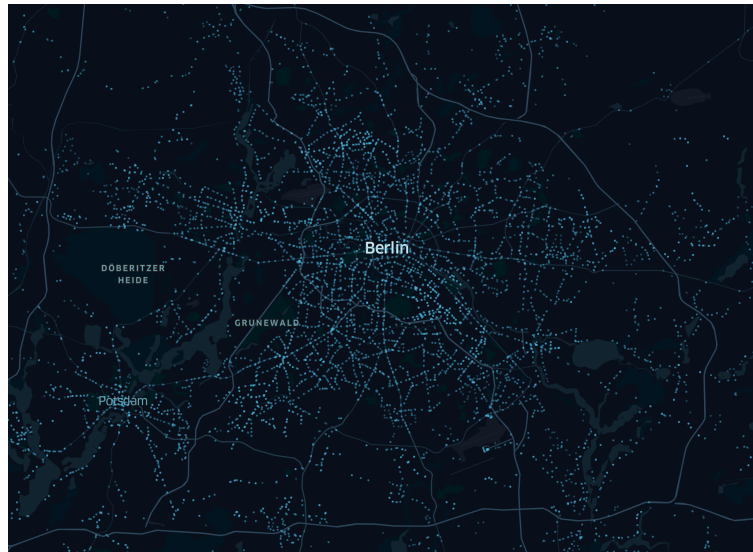 Berlin
DÖBERITZER
HEIDE
GRUNEWALD
Potsdam